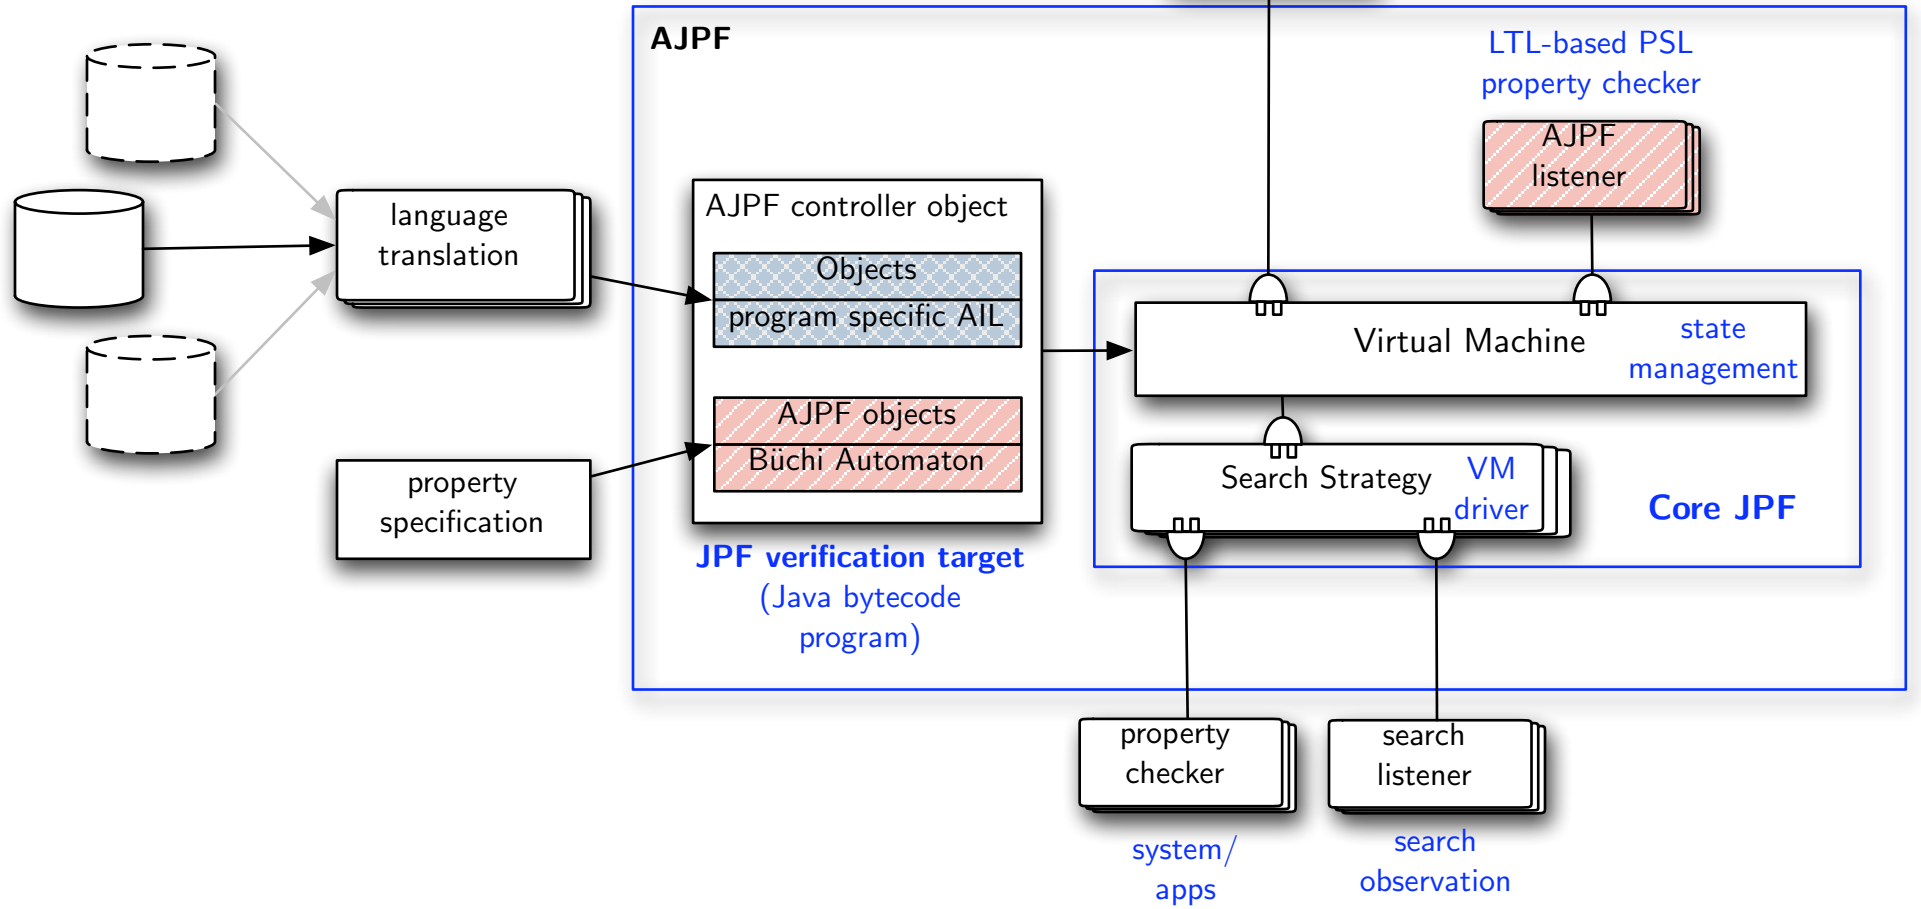 AJPF
LTL-based PSL
property checker
AJPF
listener
language
translation
AJPF controller object
Objects
program specific AIL
Virtual Machine
state
management
AJPF objects
Büchi Automaton
Search Strategy
VM
driver
Core JPF
property
specification
JPF verification target
(Java bytecode
program)
property
checker
search
listener
system/
apps
search
observation